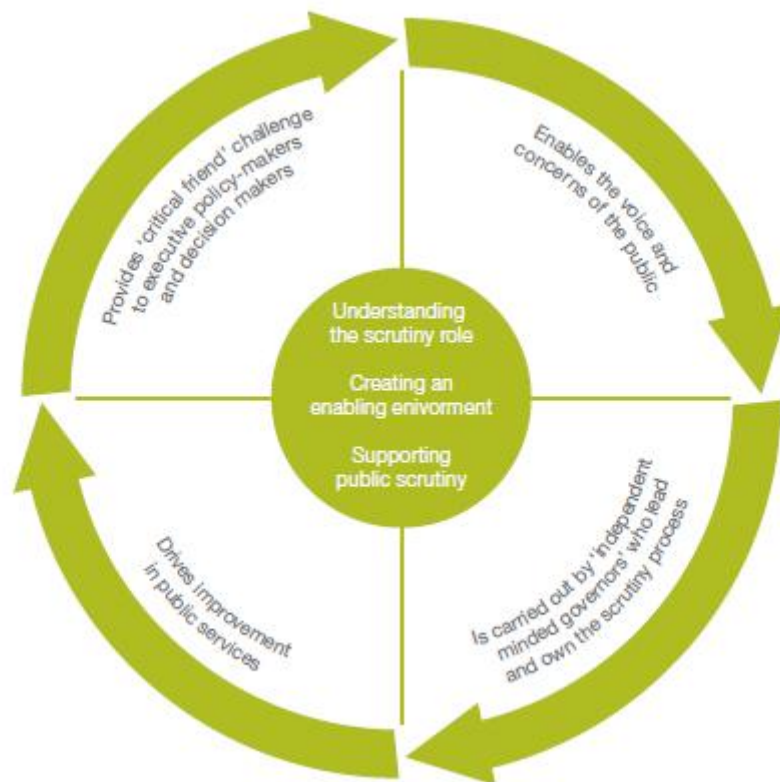 Provides 'critical friend' challenge
to executive policy-makers
and decision makers
Enables the voice and
concerns of the public
Understanding
the scrutiny role
Creating an
enabling enivorment
Supporting
public scrutiny
Is carried out by 'independent
minded governors' who lead
and own the scrutiny process
Drives improvement
in public services